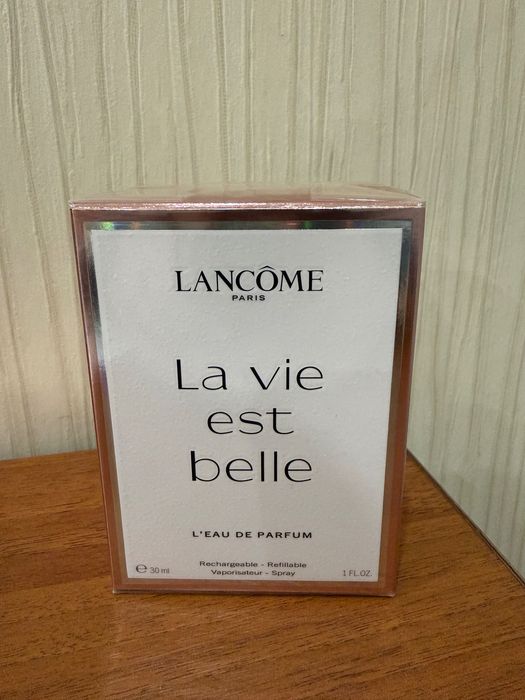 LANCÔME
PARIS
La vie
est
belle
L'EAU DE PARFUM
Rechargeable - Refillable
℮ 30 ml Vaporisateur - Spray 1 FL.OZ.